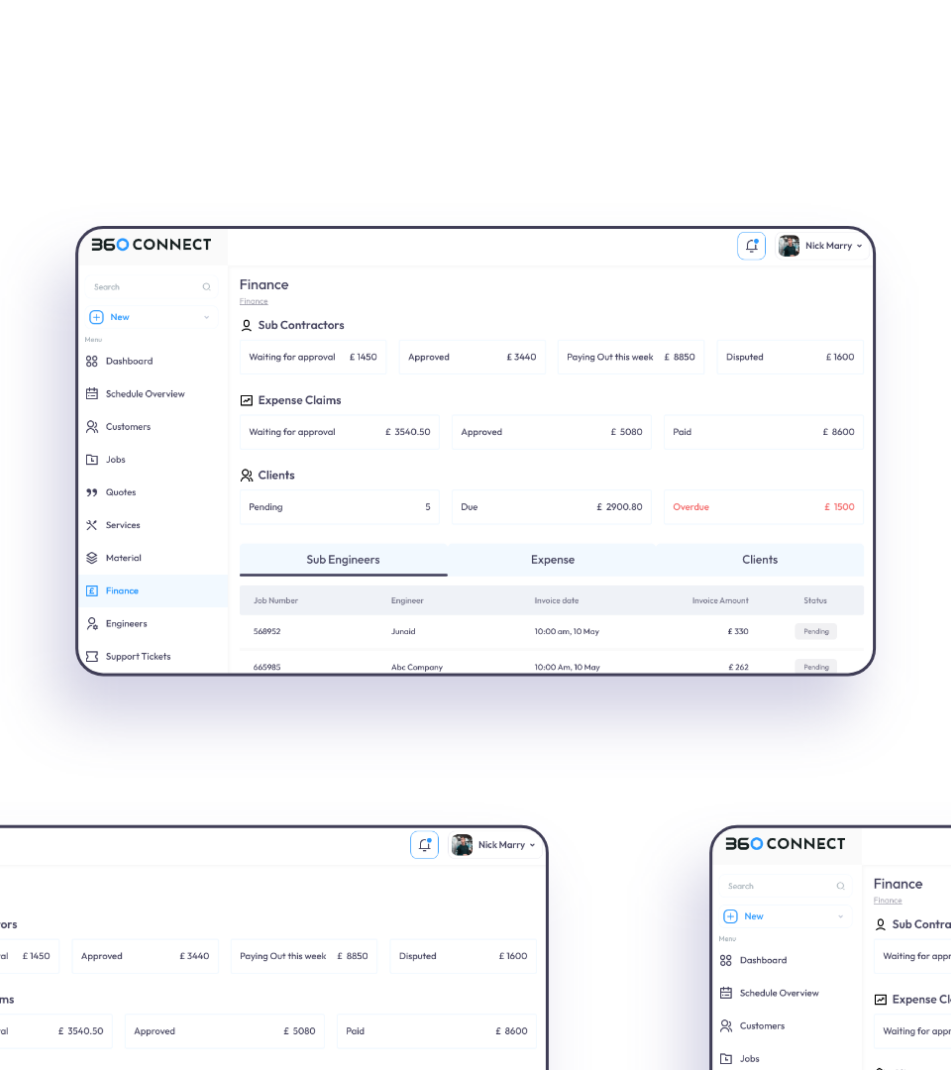 360 CONNECT
Nick Marry
Search
New
Menu
Dashboard
Schedule Overview
Customers
Jobs
Quotes
Services
Material
Finance
Engineers
Support Tickets
Finance
Finance
Sub Contractors
Waiting for approval £ 1450 Approved £ 3440 Paying Out this week £ 8850 Disputed £ 1600
Expense Claims
Waiting for approval £ 3540.50 Approved £ 5080 Paid £ 8600
Clients
Pending 5 Due £ 2900.80 Overdue £ 1500
Sub Engineers Expense Clients
Job Number Engineer Invoice date Invoice Amount Status
568952 Junaid 10:00 am, 10 May £ 330 Pending
665985 Abc Company 10:00 Am, 10 May £ 262 Pending
Nick Marry
tors
al £ 1450 Approved £ 3440 Paying Out this week £ 8850 Disputed £ 1600
ms
al £ 3540.50 Approved £ 5080 Paid £ 8600
360 CONNECT
Search
New
Menu
Dashboard
Schedule Overview
Customers
Jobs
Finance
Finance
Sub Contra
Waiting for appr
Expense Cl
Waiting for appr